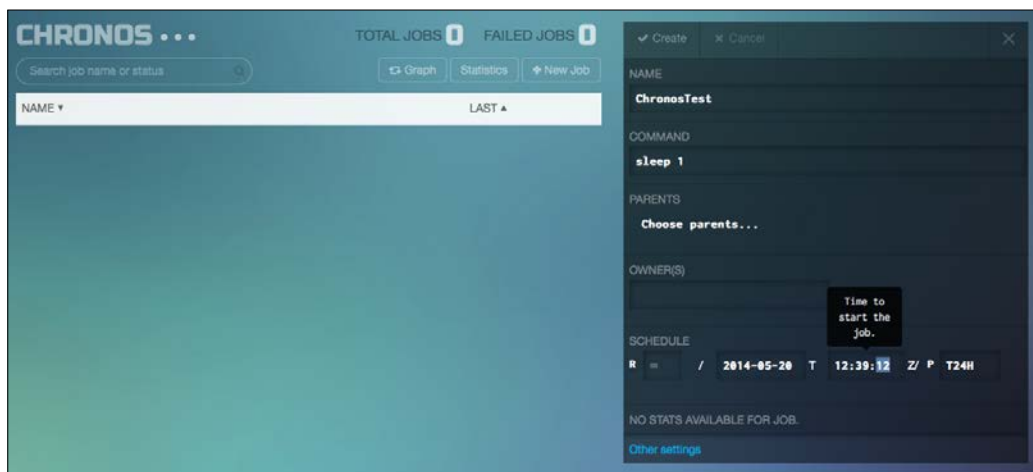 CHRONOS ...
TOTAL JOBS 0 FAILED JOBS 0
Search job name or status
Graph Statistics New Job
NAME ▾ LAST ▴
Create Cancel
NAME
ChronosTest
COMMAND
sleep 1
PARENTS
Choose parents...
OWNER(S)
Time to
start the
job.
SCHEDULE
R ∞ / 2014-05-20 T 12:39:12 Z/ P T24H
NO STATS AVAILABLE FOR JOB.
Other settings